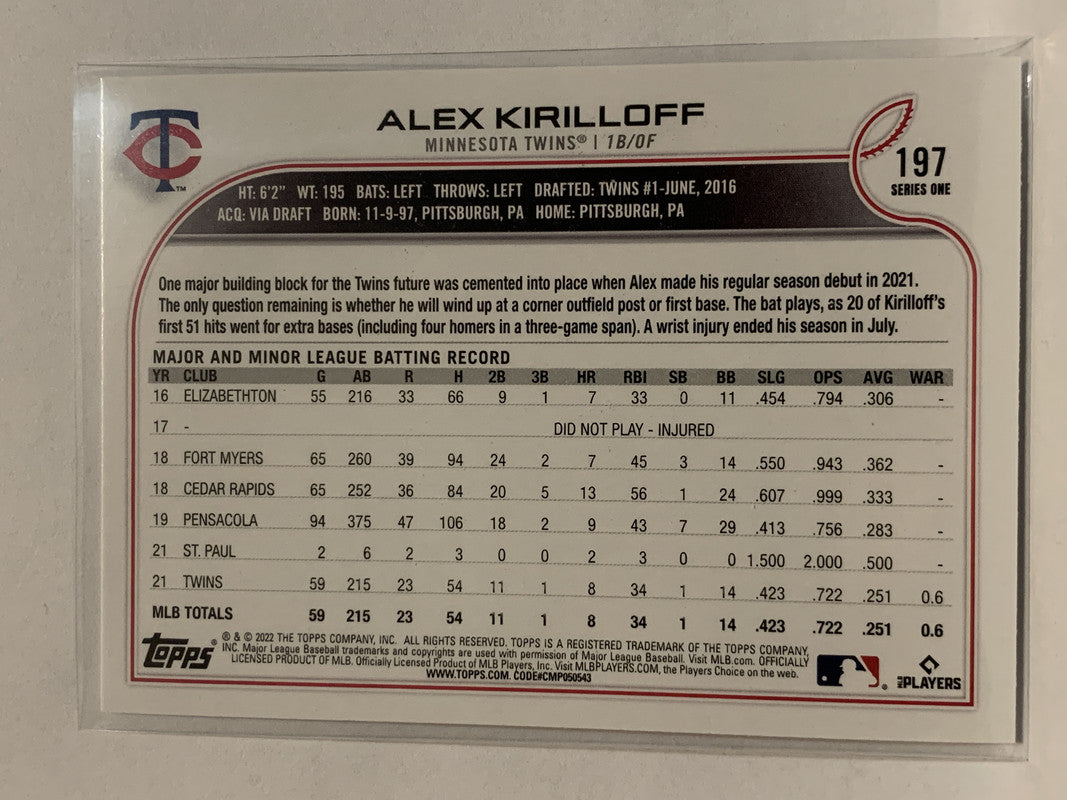 TC
TM
ALEX KIRILLOFF
MINNESOTA TWINS® | 1B/OF
197
SERIES ONE
HT: 6'2" WT: 195 BATS: LEFT THROWS: LEFT DRAFTED: TWINS #1-JUNE, 2016
ACQ: VIA DRAFT BORN: 11-9-97, PITTSBURGH, PA HOME: PITTSBURGH, PA
One major building block for the Twins future was cemented into place when Alex made his regular season debut in 2021.
The only question remaining is whether he will wind up at a corner outfield post or first base. The bat plays, as 20 of Kirilloff's
first 51 hits went for extra bases (including four homers in a three-game span). A wrist injury ended his season in July.
MAJOR AND MINOR LEAGUE BATTING RECORD
YR CLUB G AB R H 2B 3B HR RBI SB BB SLG OPS AVG WAR
16 ELIZABETHTON 55 216 33 66 9 1 7 33 0 11 .454 .794 .306 -
17 - DID NOT PLAY - INJURED
18 FORT MYERS 65 260 39 94 24 2 7 45 3 14 .550 .943 .362 -
18 CEDAR RAPIDS 65 252 36 84 20 5 13 56 1 24 .607 .999 .333 -
19 PENSACOLA 94 375 47 106 18 2 9 43 7 29 .413 .756 .283 -
21 ST. PAUL 2 6 2 3 0 0 2 3 0 0 1.500 2.000 .500 -
21 TWINS 59 215 23 54 11 1 8 34 1 14 .423 .722 .251 0.6
MLB TOTALS 59 215 23 54 11 1 8 34 1 14 .423 .722 .251 0.6
topps®
® & © 2022 THE TOPPS COMPANY, INC. ALL RIGHTS RESERVED. TOPPS IS A REGISTERED TRADEMARK OF THE TOPPS COMPANY,
INC. Major League Baseball trademarks and copyrights are used with permission of Major League Baseball. Visit MLB.com. OFFICIALLY
LICENSED PRODUCT OF MLB. Officially Licensed Product of MLB Players, Inc. Visit MLBPLAYERS.COM, the Players Choice on the web.
WWW.TOPPS.COM. CODE#CMP050543
®
MLB PLAYERS